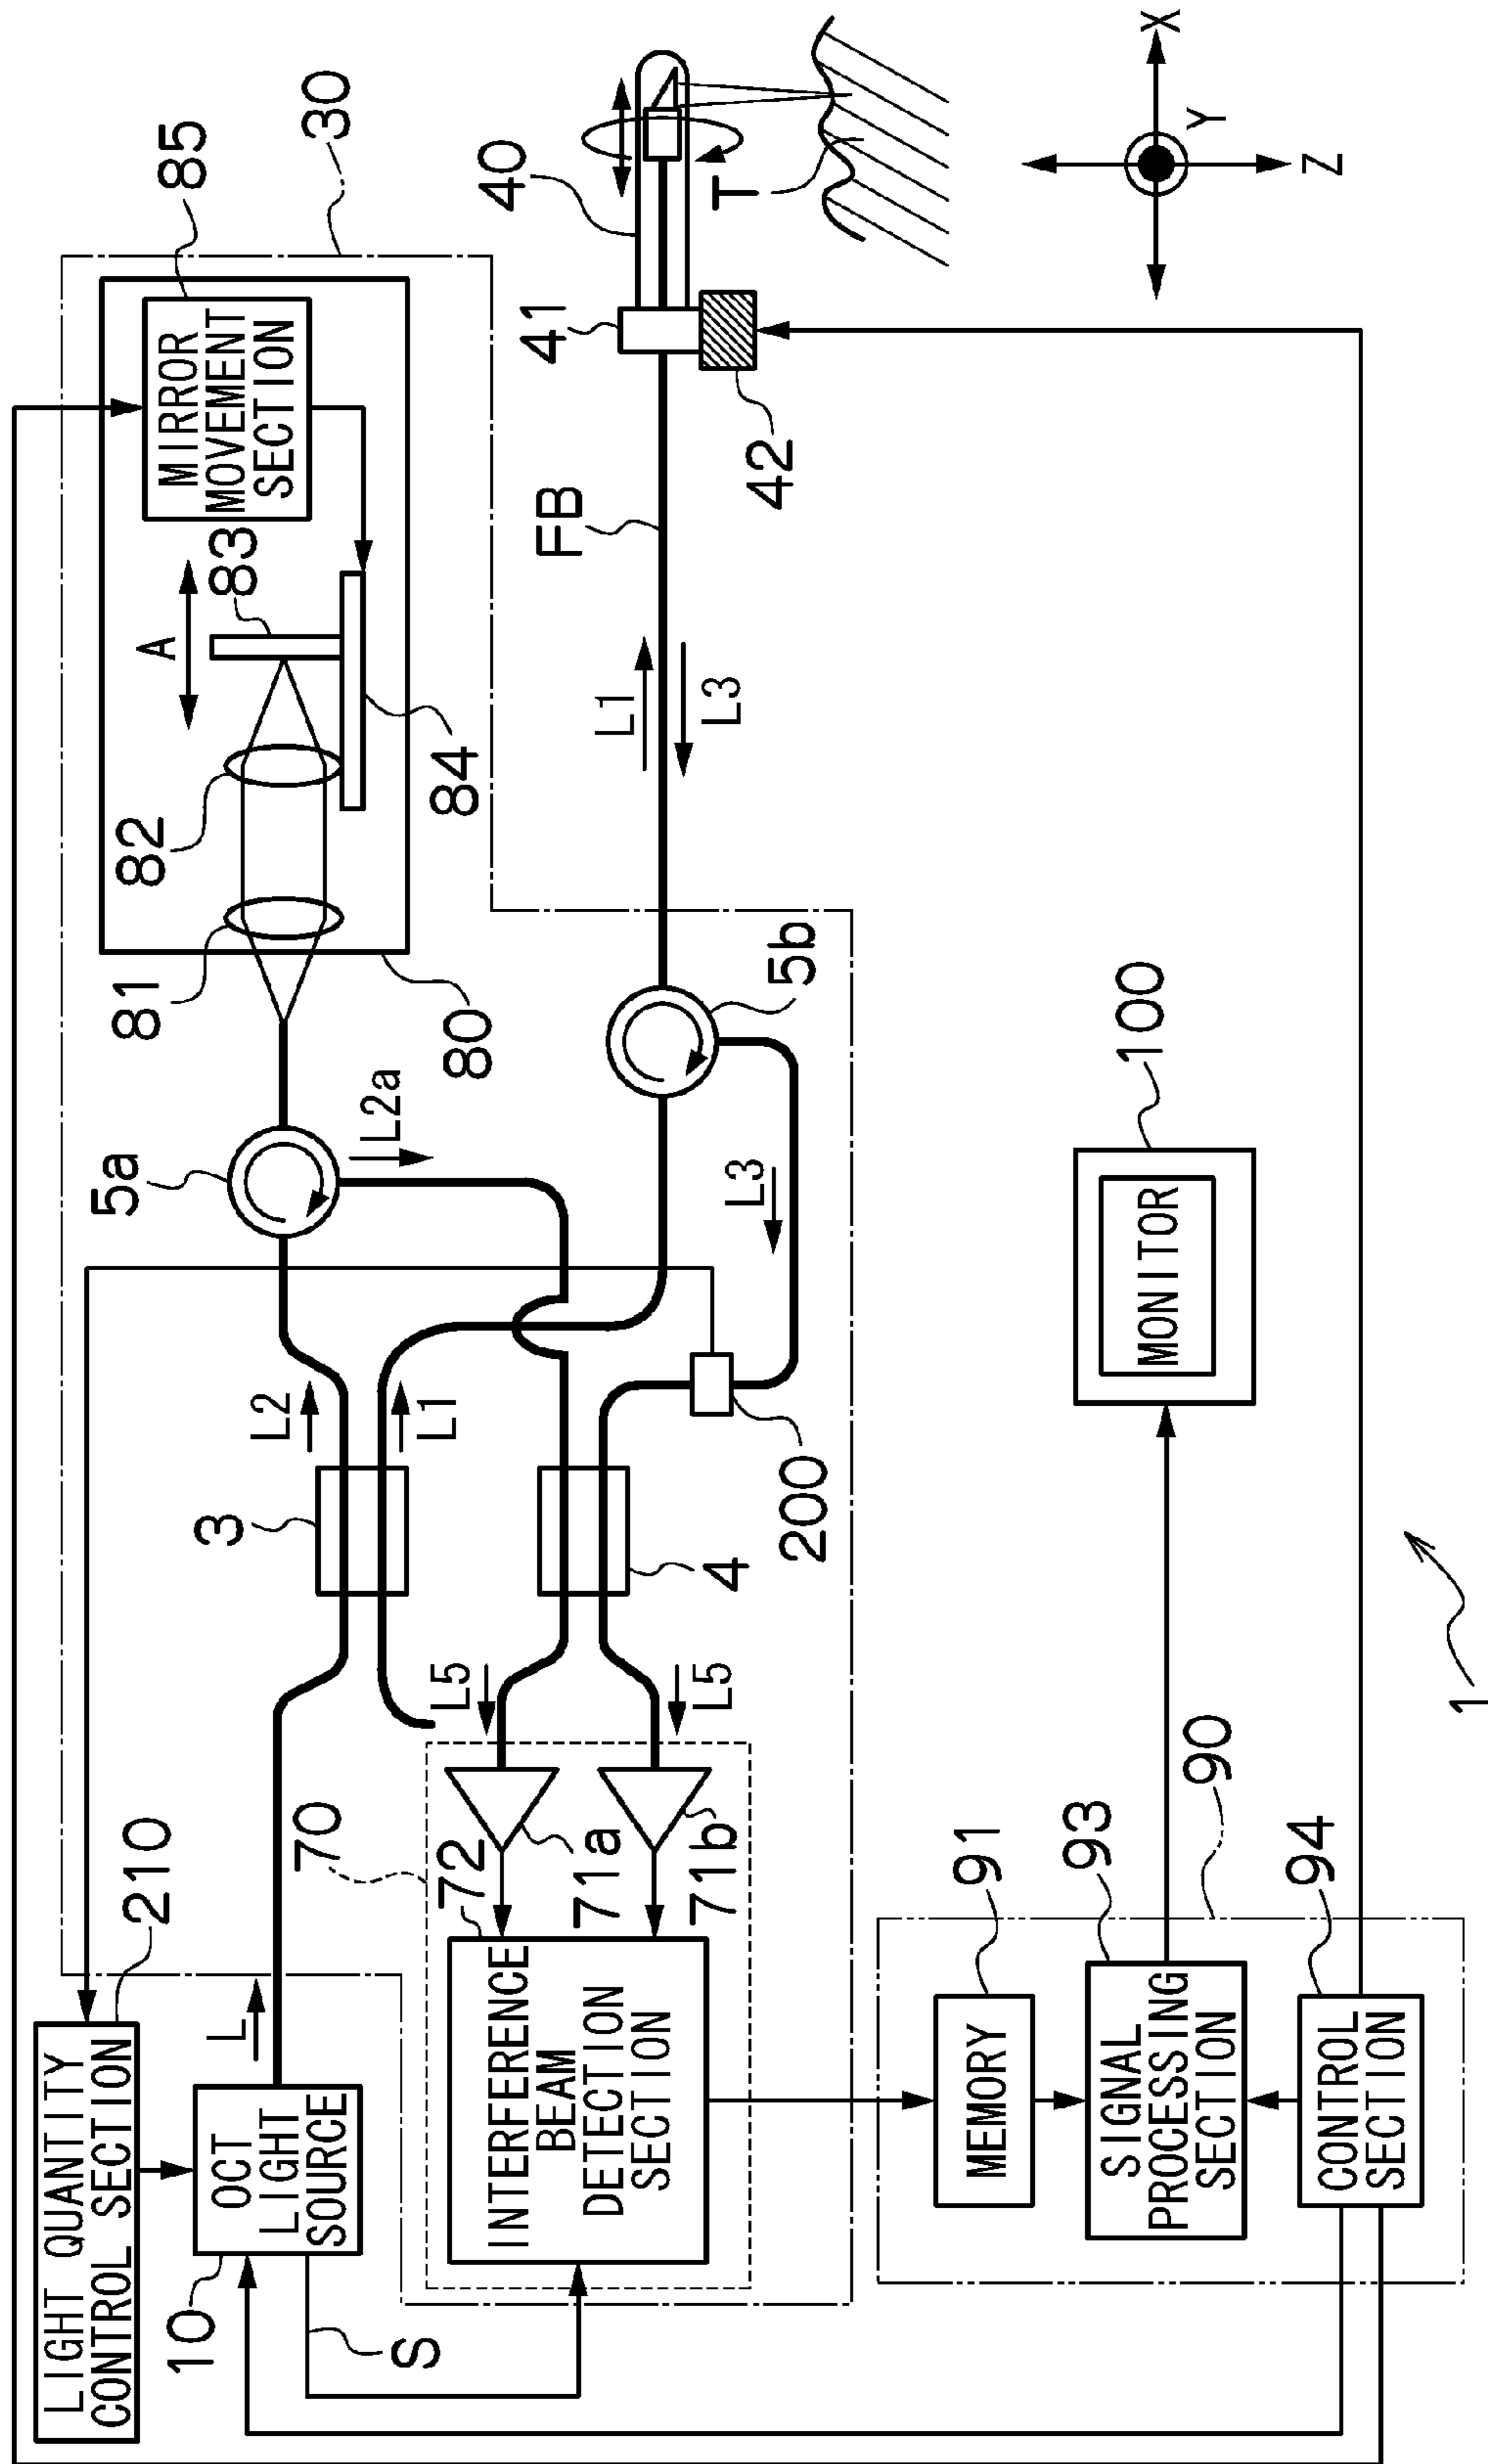 LIGHT QUANTITY
CONTROL SECTION
210
10
OCT
LIGHT
SOURCE
L
S
70
72
INTERFERENCE
BEAM
DETECTION
SECTION
71a
71b
L5
L5
3
4
L2
L1
200
5a
L2a
L3
5b
81
82
80
A
83
84
85
MIRROR
MOVEMENT
SECTION
30
L1
L3
FB
41
42
40
T
X
Y
Z
91
MEMORY
93
SIGNAL
PROCESSING
SECTION
90
94
CONTROL
SECTION
100
MONITOR
1